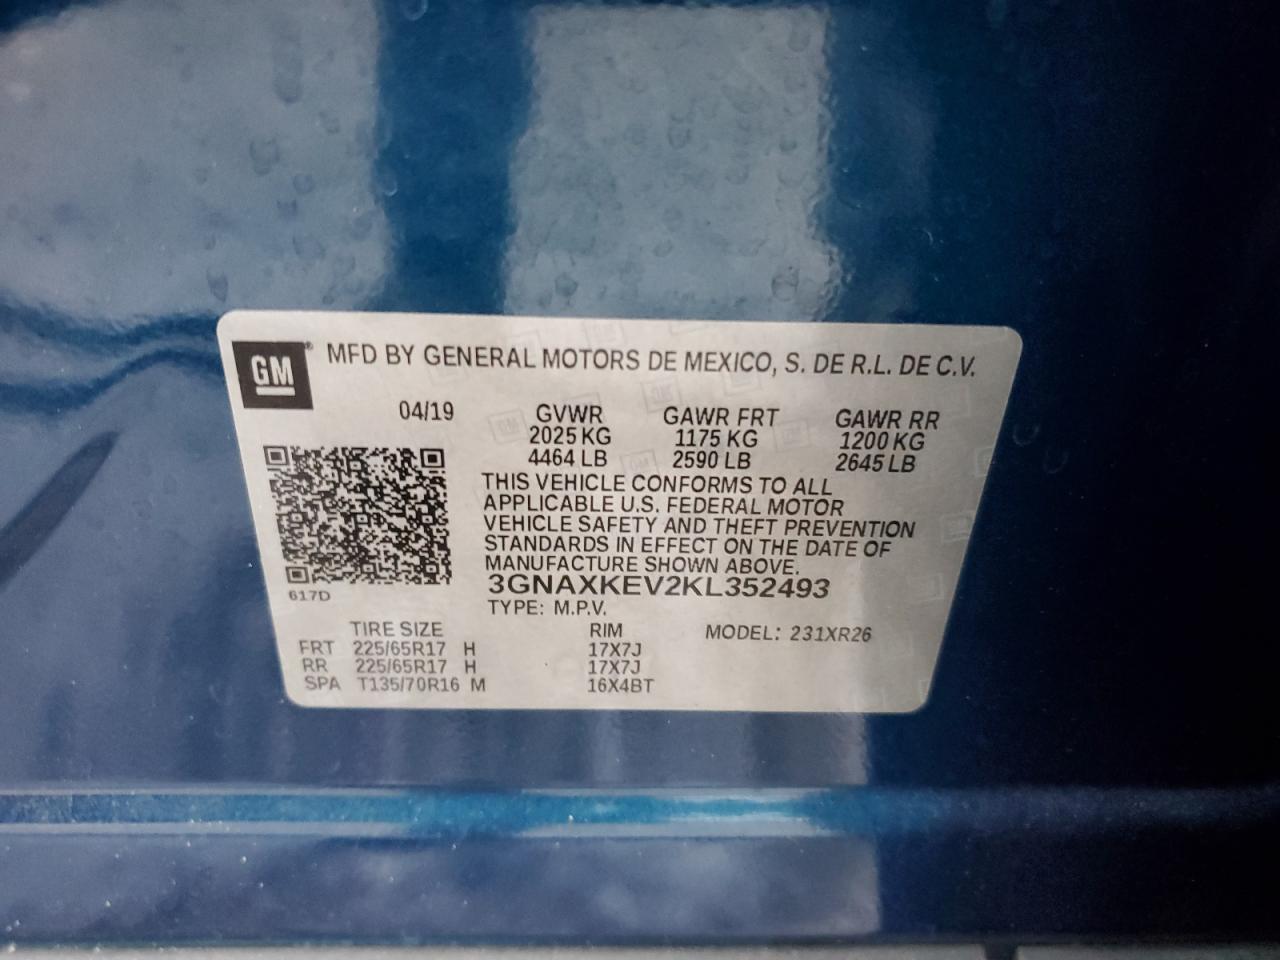 GM® MFD BY GENERAL MOTORS DE MEXICO, S. DE R.L. DE C.V.
04/19 GVWR GAWR FRT GAWR RR
2025 KG 1175 KG 1200 KG
4464 LB 2590 LB 2645 LB
THIS VEHICLE CONFORMS TO ALL
APPLICABLE U.S. FEDERAL MOTOR
VEHICLE SAFETY AND THEFT PREVENTION
STANDARDS IN EFFECT ON THE DATE OF
MANUFACTURE SHOWN ABOVE.
3GNAXKEV2KL352493
617D
TYPE: M.P.V.
TIRE SIZE RIM MODEL: 231XR26
FRT 225/65R17 H 17X7J
RR 225/65R17 H 17X7J
SPA T135/70R16 M 16X4BT